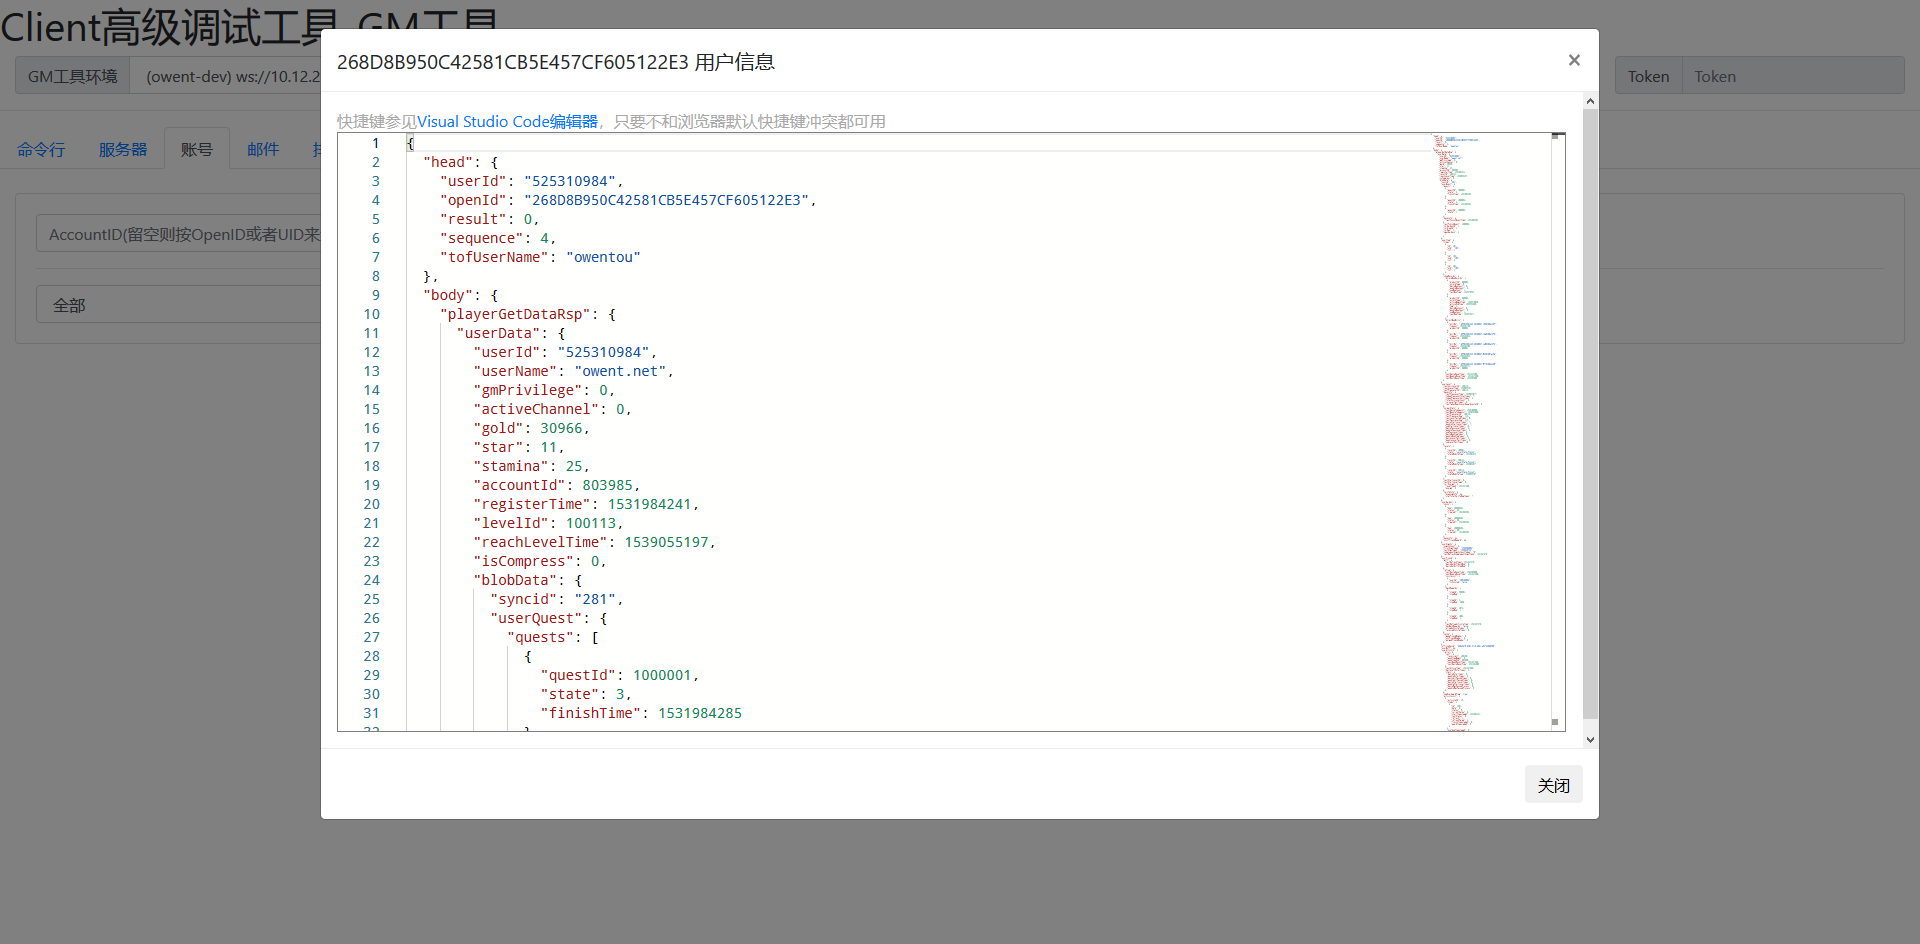 Client高级调试工具 GM工具
GM工具环境 (owent-dev) ws://10.12.2
Token Token
命令行 服务器 账号 邮件
AccountID(留空则按OpenID或者UID来
全部
268D8B950C42581CB5E457CF605122E3 用户信息 ×
快捷键参见Visual Studio Code编辑器，只要不和浏览器默认快捷键冲突都可用
1 {
2 "head": {
3 "userId": "525310984",
4 "openId": "268D8B950C42581CB5E457CF605122E3",
5 "result": 0,
6 "sequence": 4,
7 "tofUserName": "owentou"
8 },
9 "body": {
10 "playerGetDataRsp": {
11 "userData": {
12 "userId": "525310984",
13 "userName": "owent.net",
14 "gmPrivilege": 0,
15 "activeChannel": 0,
16 "gold": 30966,
17 "star": 11,
18 "stamina": 25,
19 "accountId": 803985,
20 "registerTime": 1531984241,
21 "levelId": 100113,
22 "reachLevelTime": 1539055197,
23 "isCompress": 0,
24 "blobData": {
25 "syncid": "281",
26 "userQuest": {
27 "quests": [
28 {
29 "questId": 1000001,
30 "state": 3,
31 "finishTime": 1531984285
关闭